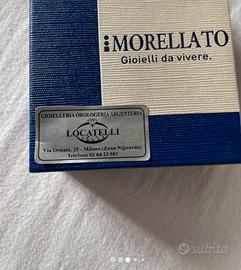 MORELLATO
Gioielli da vivere.
GIOIELLERIA OROLOGERIA ARGENTERIA
LOCATELLI
Via Ornato, 25 - Milano (Zona Niguarda)
Telefono 02 64 23 501
subito